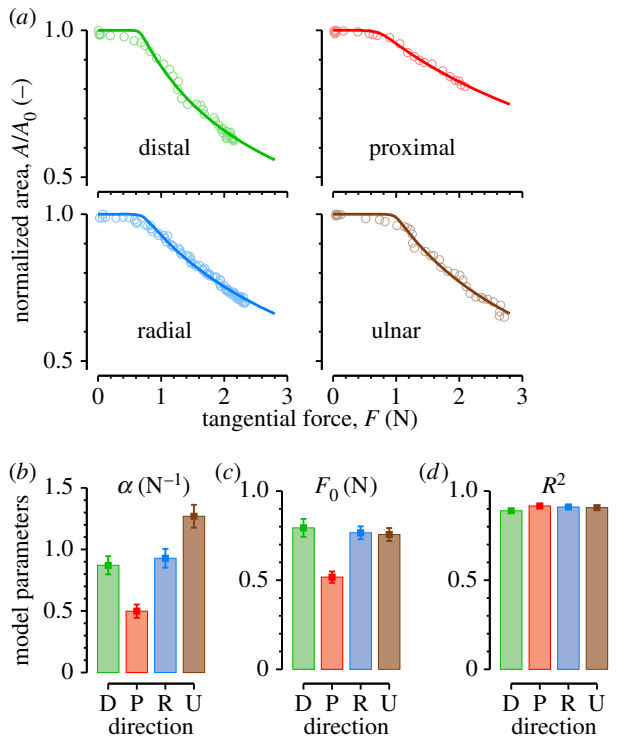 (a)
1.0
0.5
distal
proximal
1.0
0.5
radial
ulnar
normalized area, A/A0 (–)
0 1 2 3 0 1 2 3
tangential force, F (N)
(b) α (N−1) (c) F0 (N) (d) R2
model parameters
1.5
1.0
0.5
0
1.0
0.5
0
1.0
0.5
0
D P R U D P R U D P R U
direction direction direction